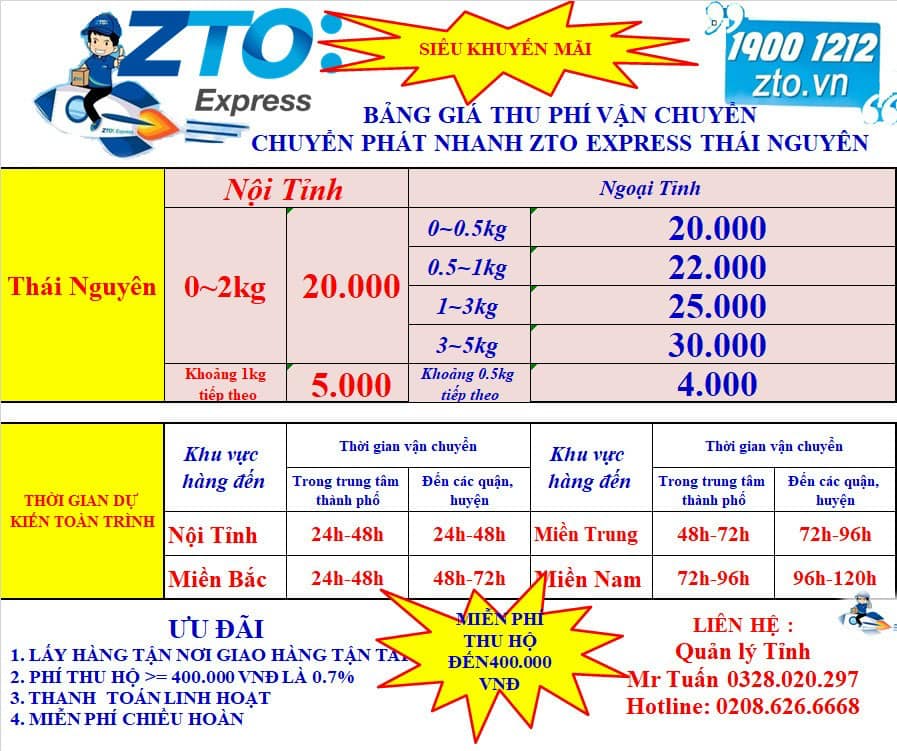 ZTO
Express
ZTO Express
SIÊU KHUYẾN MÃI
1900 1212
zto.vn
BẢNG GIÁ THU PHÍ VẬN CHUYỂN
CHUYỂN PHÁT NHANH ZTO EXPRESS THÁI NGUYÊN
Thái Nguyên
Nội Tỉnh
Ngoại Tỉnh
0~2kg
20.000
0~0.5kg
20.000
0.5~1kg
22.000
1~3kg
25.000
3~5kg
30.000
Khoảng 1kg
tiếp theo
5.000
Khoảng 0.5kg
tiếp theo
4.000
THỜI GIAN DỰ
KIẾN TOÀN TRÌNH
Khu vực
hàng đến
Thời gian vận chuyển
Khu vực
hàng đến
Thời gian vận chuyển
Trong trung tâm
thành phố
Đến các quận,
huyện
Trong trung tâm
thành phố
Đến các quận,
huyện
Nội Tỉnh
24h-48h
24h-48h
Miền Trung
48h-72h
72h-96h
Miền Bắc
24h-48h
48h-72h
Miền Nam
72h-96h
96h-120h
ƯU ĐÃI
1. LẤY HÀNG TẬN NƠI GIAO HÀNG TẬN TAY
2. PHÍ THU HỘ >= 400.000 VNĐ LÀ 0.7%
3. THANH TOÁN LINH HOẠT
4. MIỄN PHÍ CHIỀU HOÀN
MIỄN PHÍ
THU HỘ
ĐẾN400.000
VNĐ
LIÊN HỆ :
Quản lý Tỉnh
Mr Tuấn 0328.020.297
Hotline: 0208.626.6668